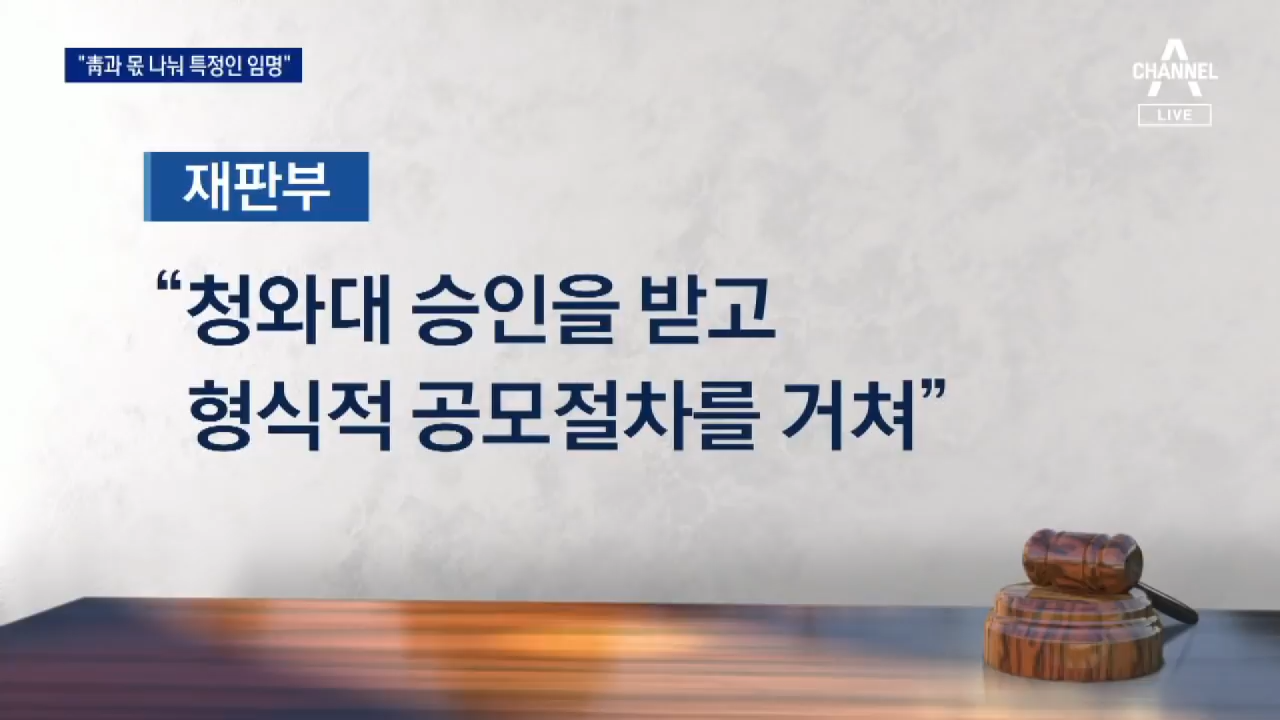 "靑과 몫 나눠 특정인 임명"
CHANNEL
LIVE
재판부
“청와대 승인을 받고
형식적 공모절차를 거쳐”